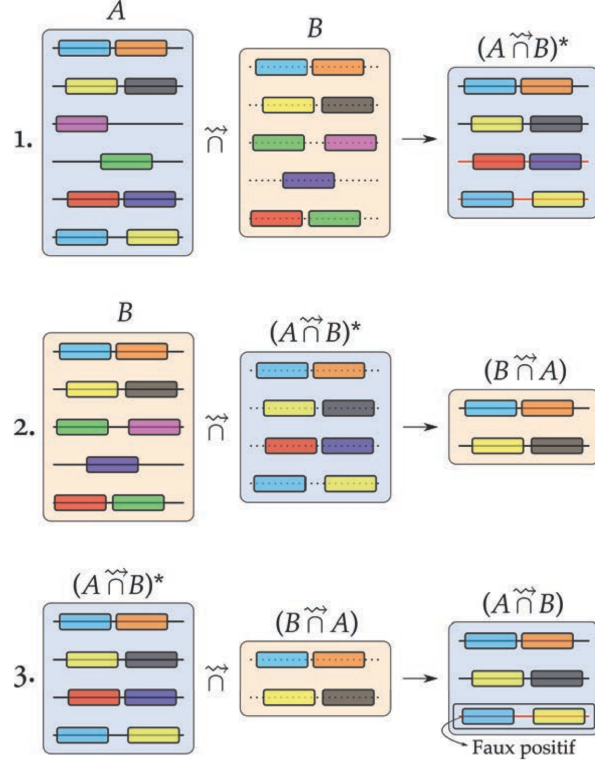 A
B
(A ∩ B)*
1.
∩
B
(A ∩ B)*
(B ∩ A)
2.
∩
(A ∩ B)*
(B ∩ A)
(A ∩ B)
3.
∩
Faux positif